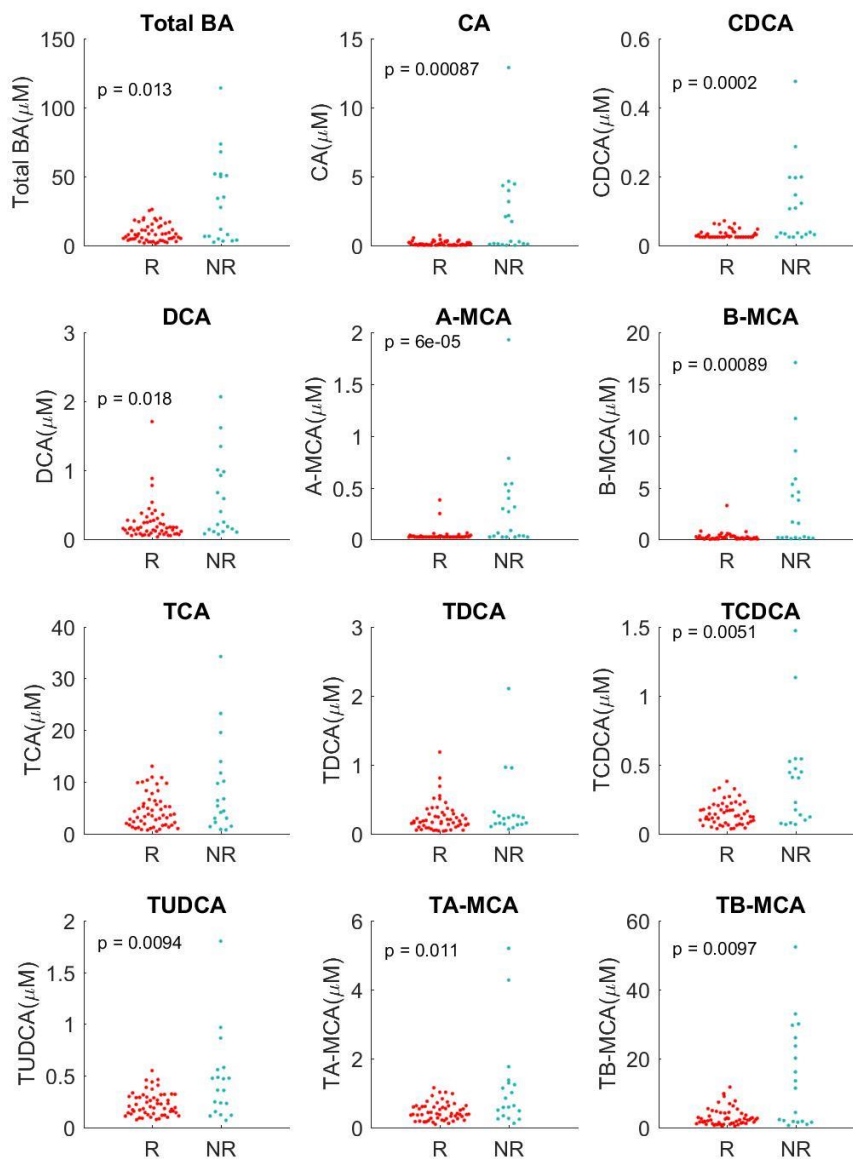 Total BA
150
100
50
0
Total BA(μM)
p = 0.013
R NR
CA
15
10
5
0
CA(μM)
p = 0.00087
R NR
CDCA
0.6
0.4
0.2
0
CDCA(μM)
p = 0.0002
R NR
DCA
3
2
1
0
DCA(μM)
p = 0.018
R NR
A-MCA
2
1.5
1
0.5
0
A-MCA(μM)
p = 6e-05
R NR
B-MCA
20
15
10
5
0
B-MCA(μM)
p = 0.00089
R NR
TCA
40
30
20
10
0
TCA(μM)
R NR
TDCA
3
2
1
0
TDCA(μM)
R NR
TCDCA
1.5
1
0.5
0
TCDCA(μM)
p = 0.0051
R NR
TUDCA
2
1.5
1
0.5
0
TUDCA(μM)
p = 0.0094
R NR
TA-MCA
6
4
2
0
TA-MCA(μM)
p = 0.011
R NR
TB-MCA
60
40
20
0
TB-MCA(μM)
p = 0.0097
R NR